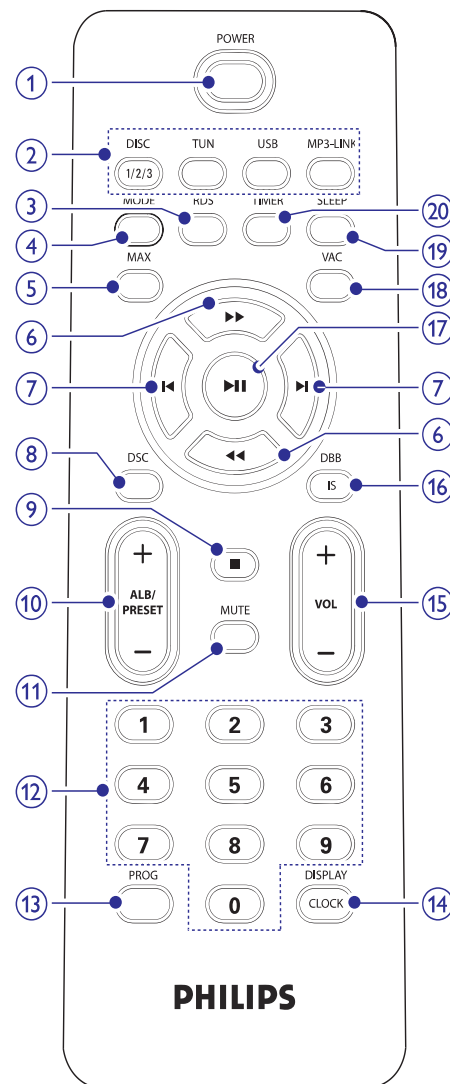 POWER
1
DISC TUN USB MP3-LINK
2
1/2/3
MODE RDS TIMER SLEEP
3
20
4
19
MAX VAC
5
18
6
17
7
7
6
8
DSC DBB
IS
16
9
+ +
10
ALB/
PRESET
VOL
15
MUTE
− −
11
1 2 3
12
4 5 6
7 8 9
PROG DISPLAY
13
0
CLOCK
14
PHILIPS